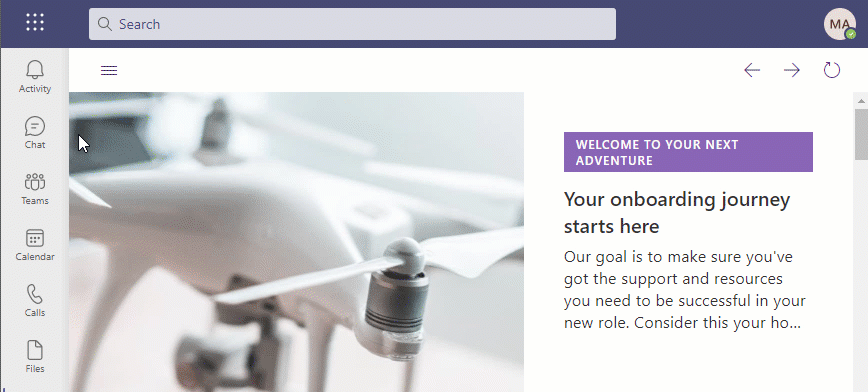 Search
MA
Activity
Chat
Teams
Calendar
Calls
Files
WELCOME TO YOUR NEXT
ADVENTURE
Your onboarding journey
starts here
Our goal is to make sure you've
got the support and resources
you need to be successful in your
new role. Consider this your ho...